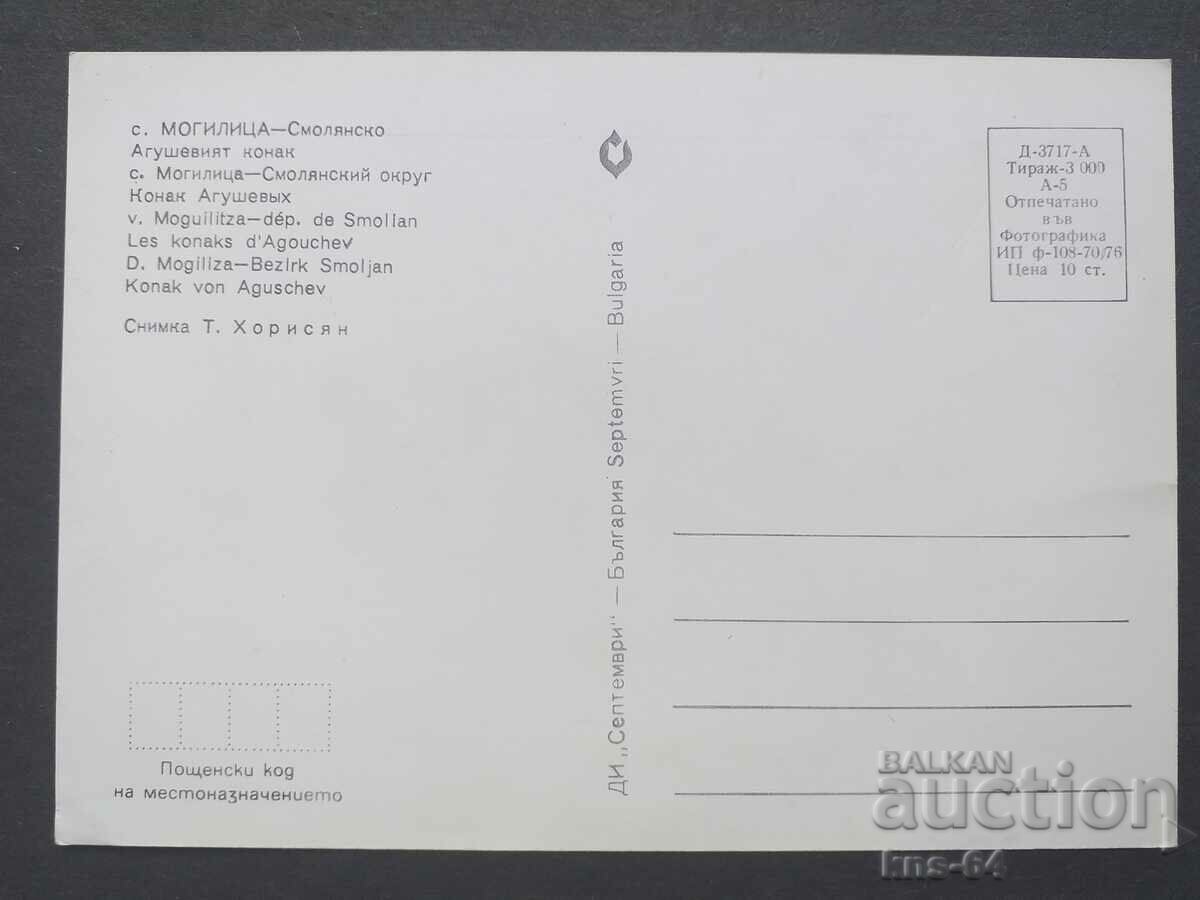 с. МОГИЛИЦА—Смолянско
Агушевият конак
с. Могилица—Смолянский округ
Конак Агушевых
v. Moguilitza—dép. de Smolian
Les konaks d'Agouchev
D. Mogiliza—Bezirk Smoljan
Konak von Aguschev
Снимка Т. Хорисян
Пощенски код
на местоназначението
ДИ „Септември" — България Septemvri — Bulgaria
Д-3717-А
Тираж-3 000
А-5
Отпечатано
във
Фотографика
ИП ф-108-70/76
Цена 10 ст.
BALKAN
auction
kns-64